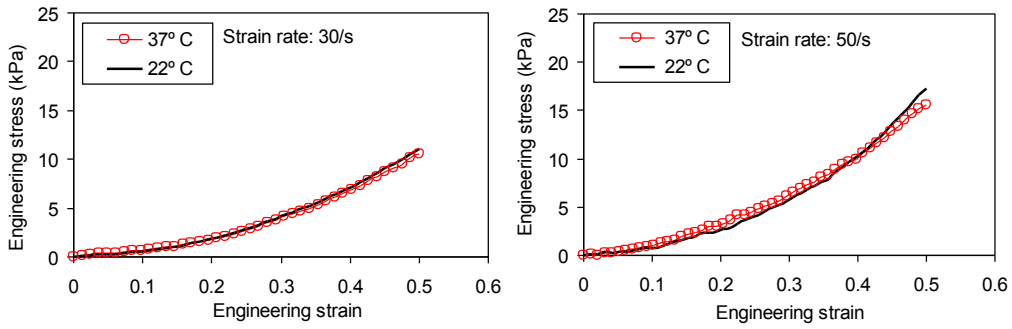 25
20
15
10
5
0
Engineering stress (kPa)
37º C
22º C
Strain rate: 30/s
0 0.1 0.2 0.3 0.4 0.5 0.6
Engineering strain
25
20
15
10
5
0
Engineering stress (kPa)
37º C
22º C
Strain rate: 50/s
0 0.1 0.2 0.3 0.4 0.5 0.6
Engineering strain